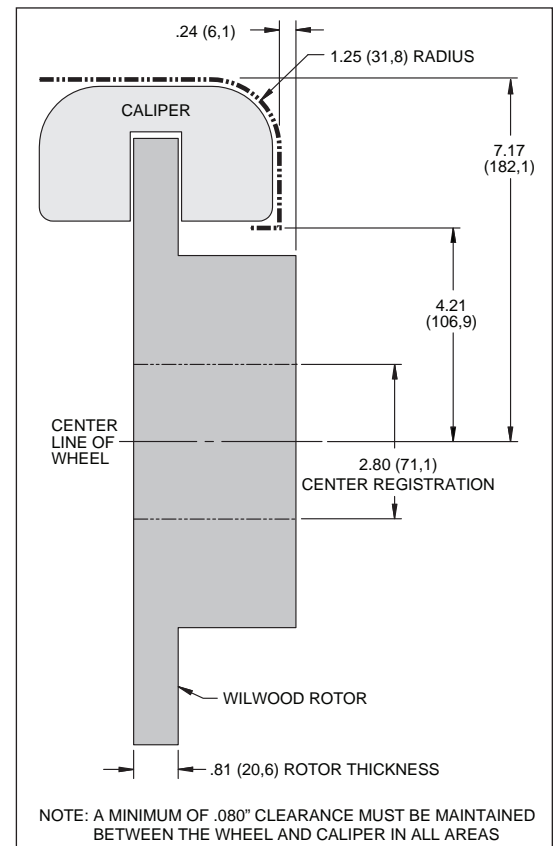 .24 (6,1)
1.25 (31,8) RADIUS
CALIPER
7.17
(182,1)
4.21
(106,9)
CENTER
LINE OF
WHEEL
2.80 (71,1)
CENTER REGISTRATION
WILWOOD ROTOR
.81 (20,6) ROTOR THICKNESS
NOTE: A MINIMUM OF .080" CLEARANCE MUST BE MAINTAINED
BETWEEN THE WHEEL AND CALIPER IN ALL AREAS